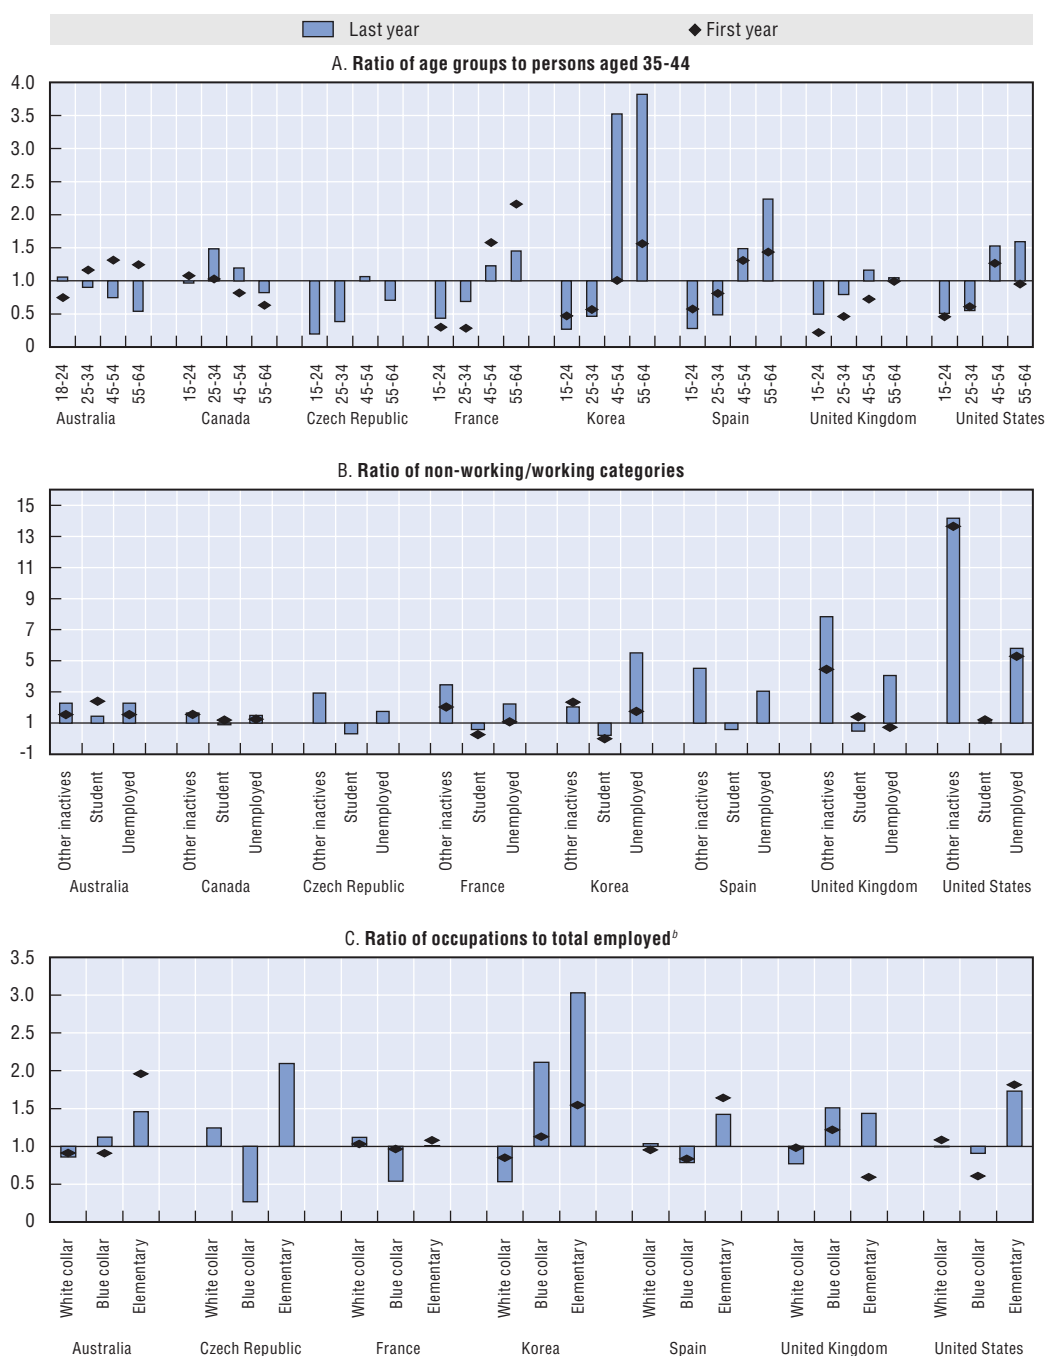 Last year First year
A. Ratio of age groups to persons aged 35-44
4.0
3.5
3.0
2.5
2.0
1.5
1.0
0.5
0
18-24 25-34 45-54 55-64 15-24 25-34 45-54 55-64 15-24 25-34 45-54 55-64 15-24 25-34 45-54 55-64 15-24 25-34 45-54 55-64 15-24 25-34 45-54 55-64 15-24 25-34 45-54 55-64 15-24 25-34 45-54 55-64
Australia Canada Czech Republic France Korea Spain United Kingdom United States
B. Ratio of non-working/working categories
15
13
11
9
7
5
3
1
-1
Other inactives Student Unemployed Other inactives Student Unemployed Other inactives Student Unemployed Other inactives Student Unemployed Other inactives Student Unemployed Other inactives Student Unemployed Other inactives Student Unemployed Other inactives Student Unemployed
Australia Canada Czech Republic France Korea Spain United Kingdom United States
C. Ratio of occupations to total employed b
3.5
3.0
2.5
2.0
1.5
1.0
0.5
0
White collar Blue collar Elementary White collar Blue collar Elementary White collar Blue collar Elementary White collar Blue collar Elementary White collar Blue collar Elementary White collar Blue collar Elementary White collar Blue collar Elementary
Australia Czech Republic France Korea Spain United Kingdom United States